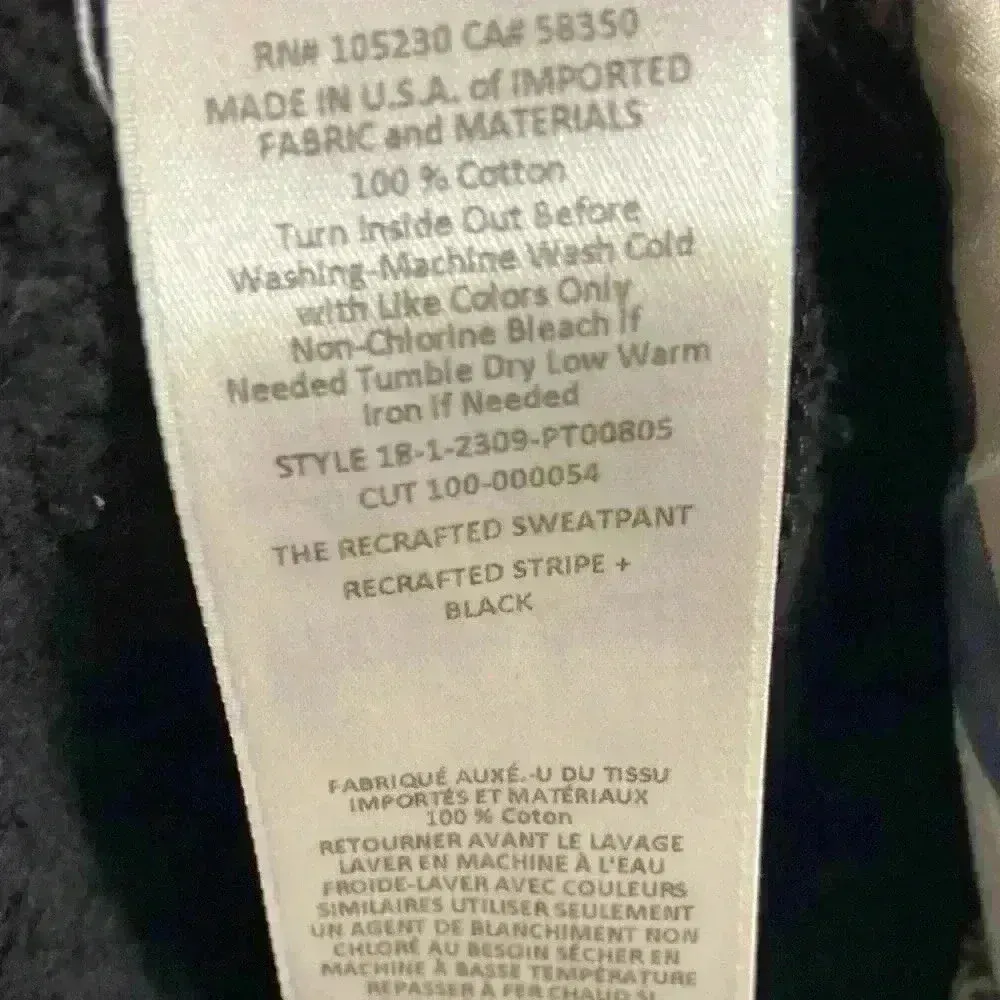 RN# 105230 CA# 58350
MADE IN U.S.A. of IMPORTED
FABRIC and MATERIALS
100 % Cotton
Turn Inside Out Before
Washing-Machine Wash Cold
with Like Colors Only
Non-Chlorine Bleach If
Needed Tumble Dry Low Warm
Iron If Needed
STYLE 18-1-2309-PT00805
CUT 100-000054
THE RECRAFTED SWEATPANT
RECRAFTED STRIPE +
BLACK
FABRIQUÉ AUXÉ.-U DU TISSU
IMPORTÉS ET MATÉRIAUX
100 % Coton
RETOURNER AVANT LE LAVAGE
LAVER EN MACHINE À L'EAU
FROIDE-LAVER AVEC COULEURS
SIMILAIRES UTILISER SEULEMENT
UN AGENT DE BLANCHIMENT NON
CHLORÉ AU BESOIN SÉCHER EN
MACHINE À BASSE TEMPÉRATURE
REPASSER À FER CHAUD SI